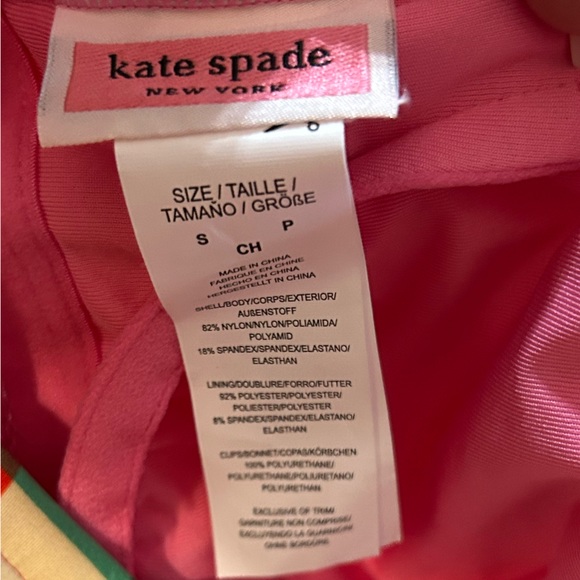 kate spade
NEW YORK
SIZE / TAILLE /
TAMAÑO / GRÖßE
S CH P
MADE IN CHINA
FABRIQUE EN CHINE
HECHO EN CHINA
HERGESTELLT IN CHINA
SHELL/BODY/CORPS/EXTERIOR/
AUßENSTOFF
82% NYLON/NYLON/POLIAMIDA/
POLYAMID
18% SPANDEX/SPANDEX/ELASTANO/
ELASTHAN
LINING/DOUBLURE/FORRO/FUTTER
92% POLYESTER/POLYESTER/
POLIESTER/POLYESTER
8% SPANDEX/SPANDEX/ELASTANO/
ELASTHAN
CUPS/BONNET/COPAS/KÖRBCHEN
100% POLYURETHANE/
POLYURETHANE/POLIURETANO/
POLYURETHAN
EXCLUSIVE OF TRIM/
GARNITURE NON COMPRISE/
EXCLUYENDO LA GUARNICIÓN/
OHNE BORDÜRE